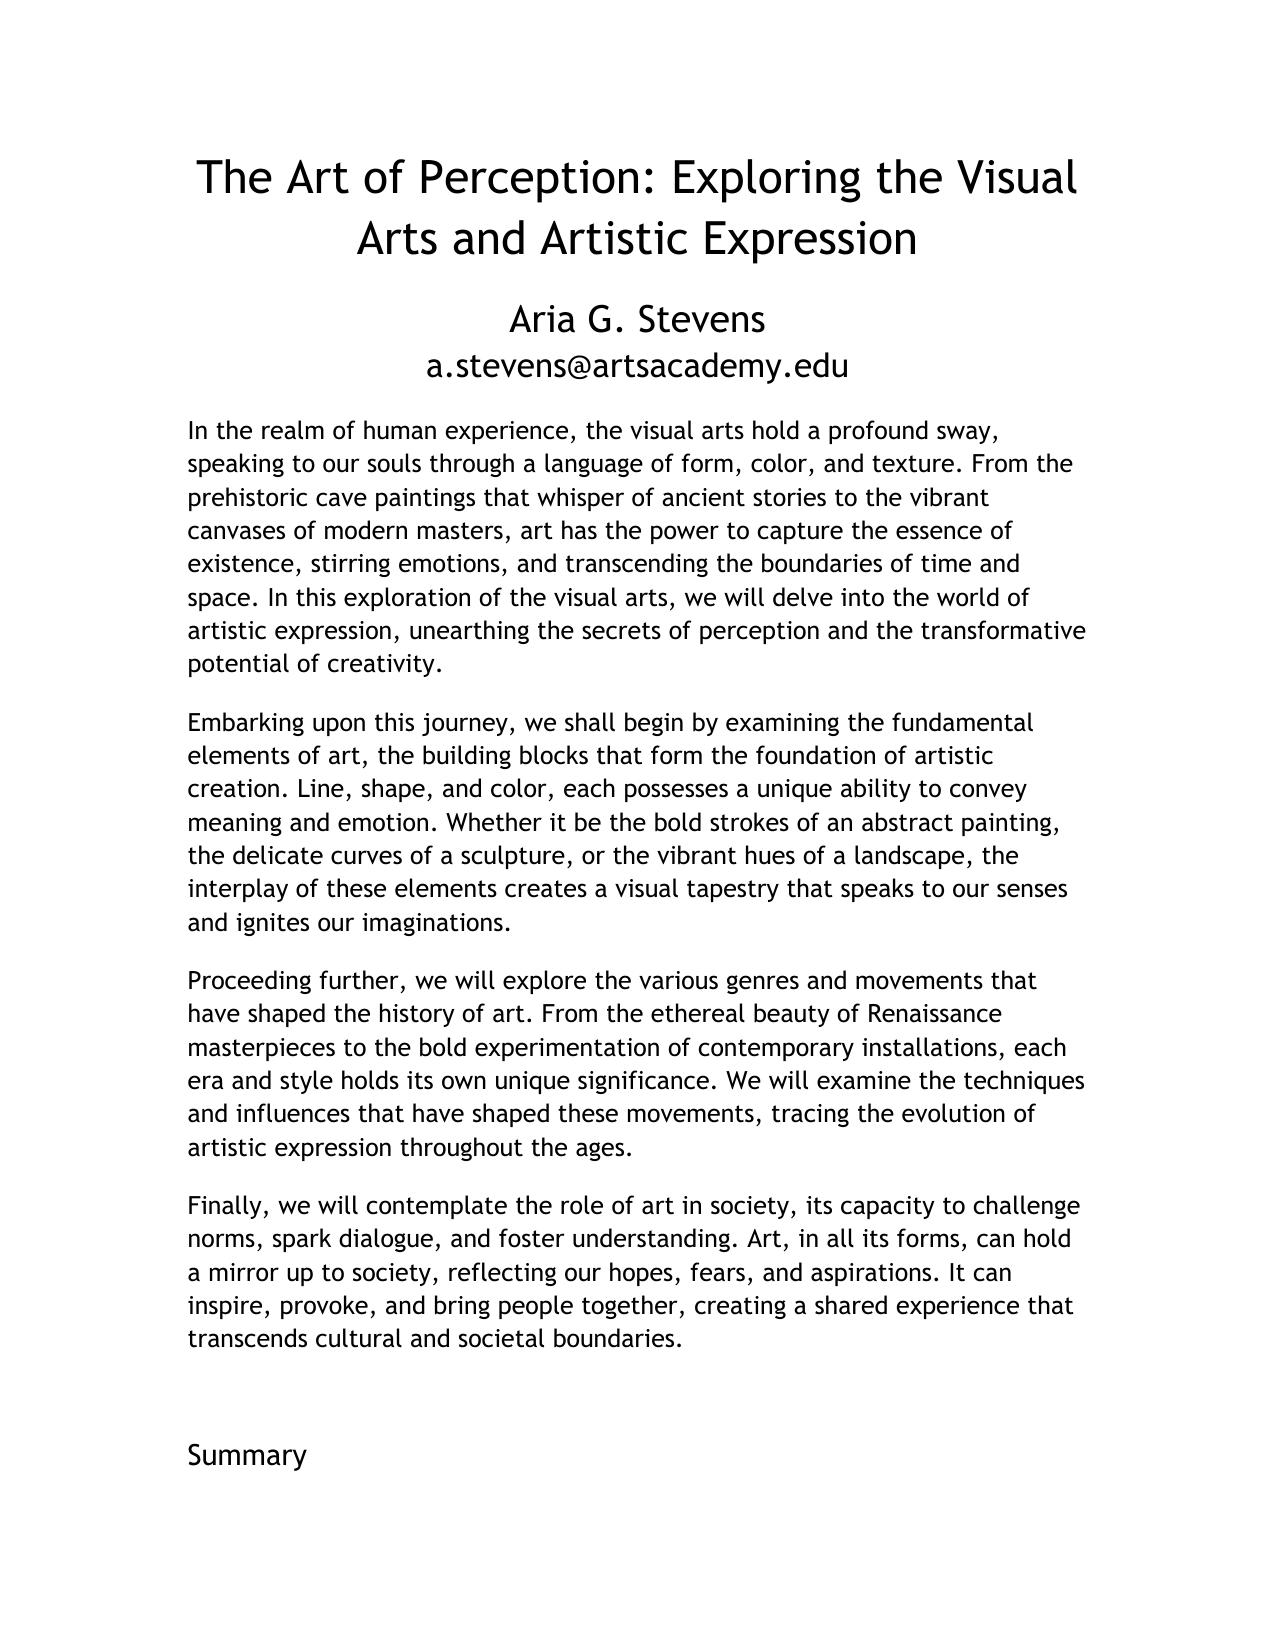 The Art of Perception: Exploring the Visual
Arts and Artistic Expression
Aria G. Stevens
a.stevens@artsacademy.edu
In the realm of human experience, the visual arts hold a profound sway,
speaking to our souls through a language of form, color, and texture. From the
prehistoric cave paintings that whisper of ancient stories to the vibrant
canvases of modern masters, art has the power to capture the essence of
existence, stirring emotions, and transcending the boundaries of time and
space. In this exploration of the visual arts, we will delve into the world of
artistic expression, unearthing the secrets of perception and the transformative
potential of creativity.
Embarking upon this journey, we shall begin by examining the fundamental
elements of art, the building blocks that form the foundation of artistic
creation. Line, shape, and color, each possesses a unique ability to convey
meaning and emotion. Whether it be the bold strokes of an abstract painting,
the delicate curves of a sculpture, or the vibrant hues of a landscape, the
interplay of these elements creates a visual tapestry that speaks to our senses
and ignites our imaginations.
Proceeding further, we will explore the various genres and movements that
have shaped the history of art. From the ethereal beauty of Renaissance
masterpieces to the bold experimentation of contemporary installations, each
era and style holds its own unique significance. We will examine the techniques
and influences that have shaped these movements, tracing the evolution of
artistic expression throughout the ages.
Finally, we will contemplate the role of art in society, its capacity to challenge
norms, spark dialogue, and foster understanding. Art, in all its forms, can hold
a mirror up to society, reflecting our hopes, fears, and aspirations. It can
inspire, provoke, and bring people together, creating a shared experience that
transcends cultural and societal boundaries.
Summary